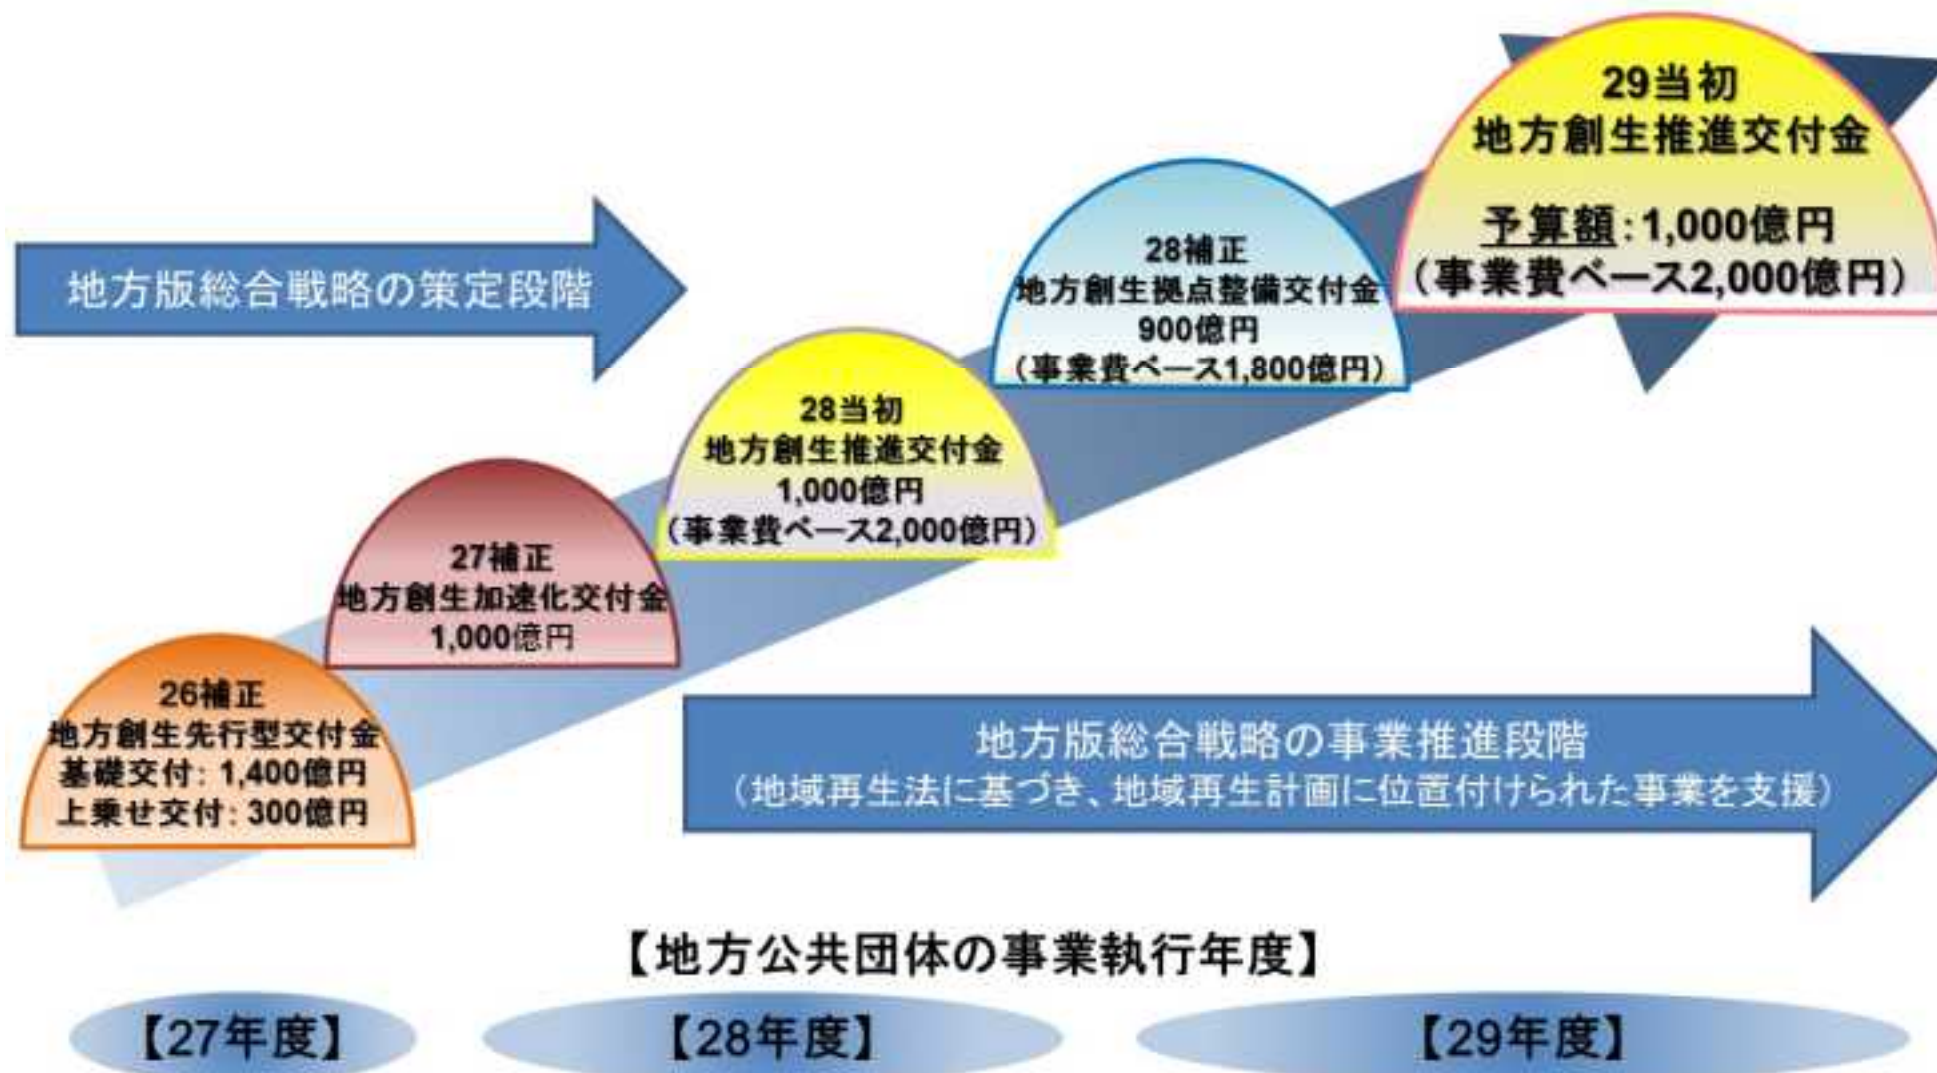 29当初
地方創生推進交付金
予算額：1,000億円
（事業費ベース2,000億円）
28補正
地方創生拠点整備交付金
900億円
（事業費ベース1,800億円）
地方版総合戦略の策定段階
28当初
地方創生推進交付金
1,000億円
（事業費ベース2,000億円）
27補正
地方創生加速化交付金
1,000億円
26補正
地方創生先行型交付金
基礎交付：1,400億円
上乗せ交付：300億円
地方版総合戦略の事業推進段階
（地域再生法に基づき、地域再生計画に位置付けられた事業を支援）
【地方公共団体の事業執行年度】
【27年度】
【28年度】
【29年度】